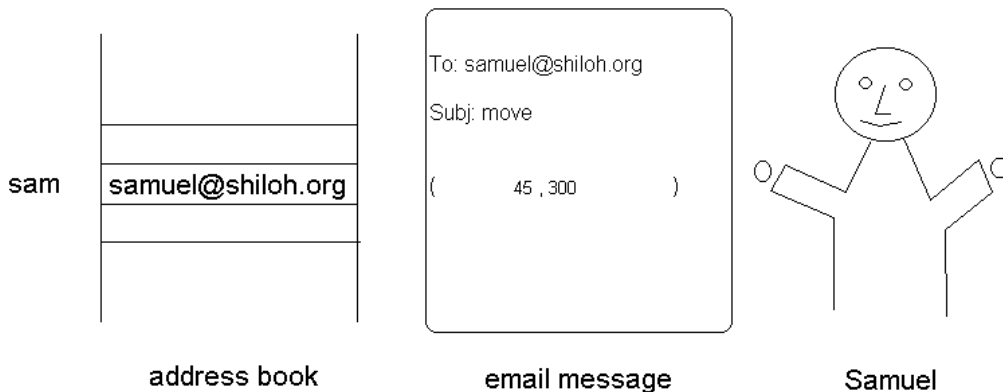 sam
samuel@shiloh.org
address book
To: samuel@shiloh.org
Subj: move
( 45 , 300 )
email message
Samuel